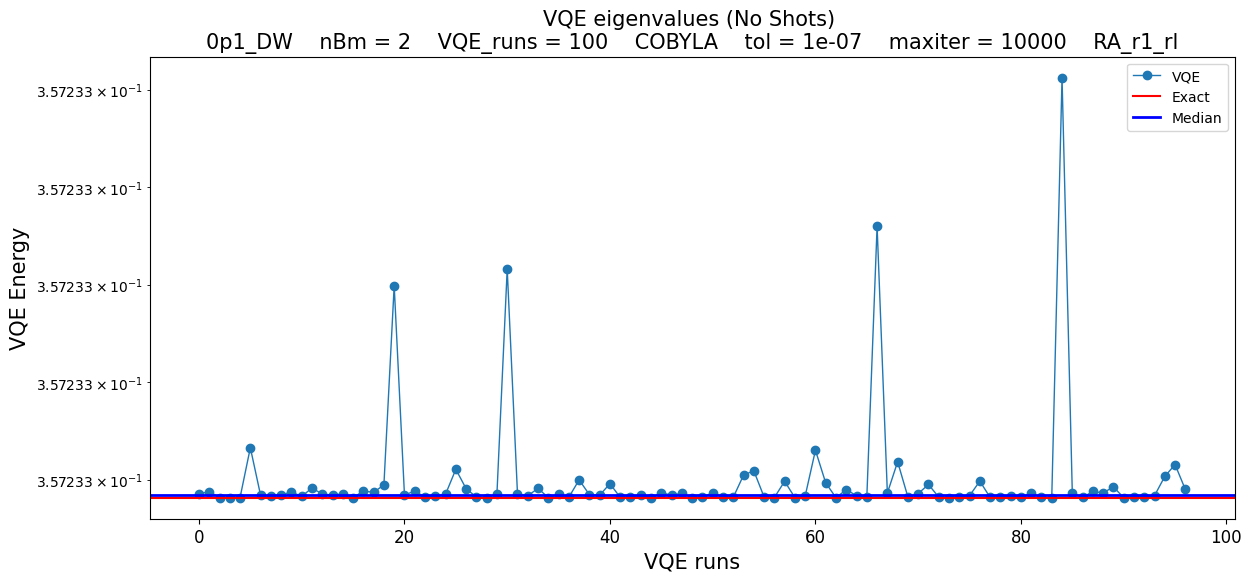 VQE eigenvalues (No Shots)
0p1_DW nBm = 2 VQE_runs = 100 COBYLA tol = 1e-07 maxiter = 10000 RA_r1_rl
VQE
Exact
Median
VQE Energy
3.57233 × 10⁻¹
3.57233 × 10⁻¹
3.57233 × 10⁻¹
3.57233 × 10⁻¹
3.57233 × 10⁻¹
0 20 40 60 80 100
VQE runs